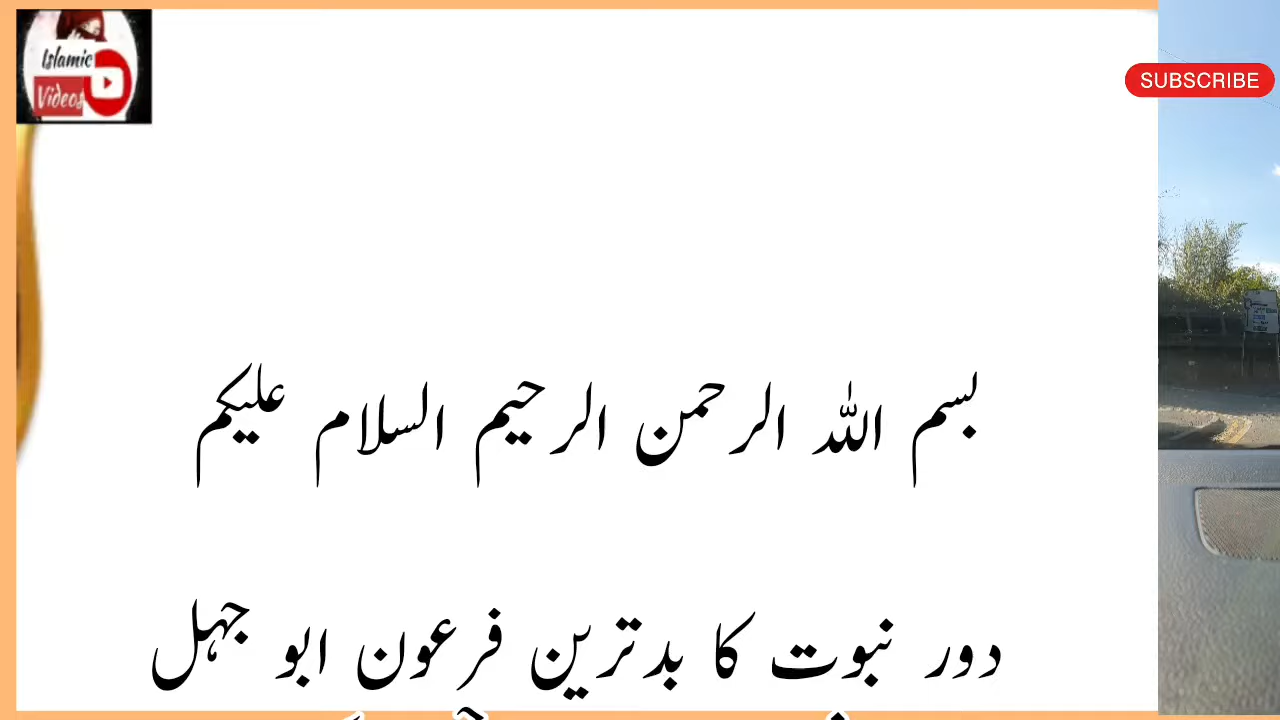 Islamic
Videos
SUBSCRIBE
بسم اللہ الرحمن الرحیم السلام علیکم
دور نبوت کا بدترین فرعون ابو جہل